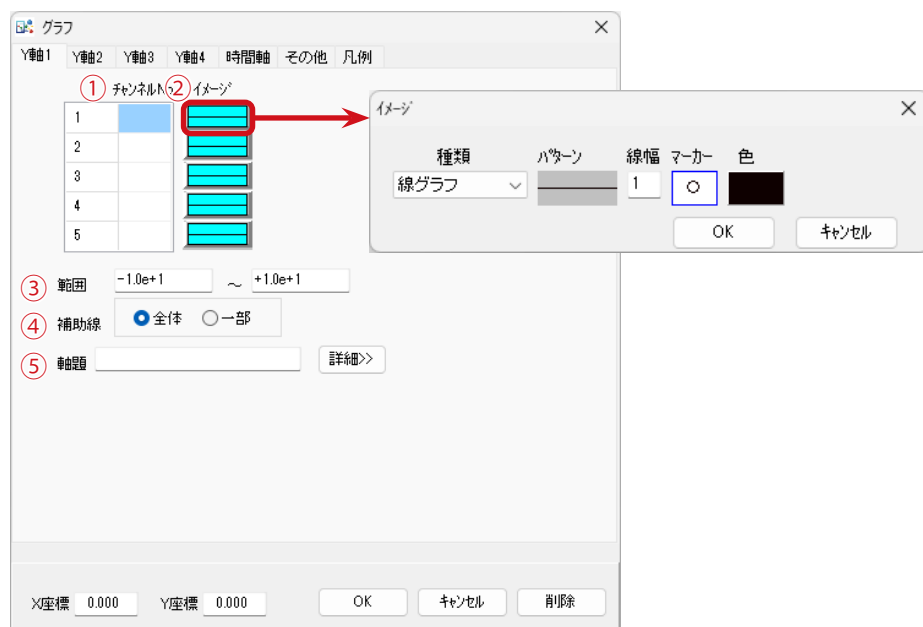 グラフ
Y軸1 Y軸2 Y軸3 Y軸4 時間軸 その他 凡例
① ﾁｬﾝﾈﾙNo ② ｲﾒｰｼﾞ
1
2
3
4
5
ｲﾒｰｼﾞ
種類 ﾊﾟﾀｰﾝ 線幅 ﾏｰｶｰ 色
線グラフ 1
OK ｷｬﾝｾﾙ
③ 範囲 -1.0e+1 ～ +1.0e+1
④ 補助線 全体 一部
⑤ 軸題 詳細>>
X座標 0.000 Y座標 0.000 OK ｷｬﾝｾﾙ 削除